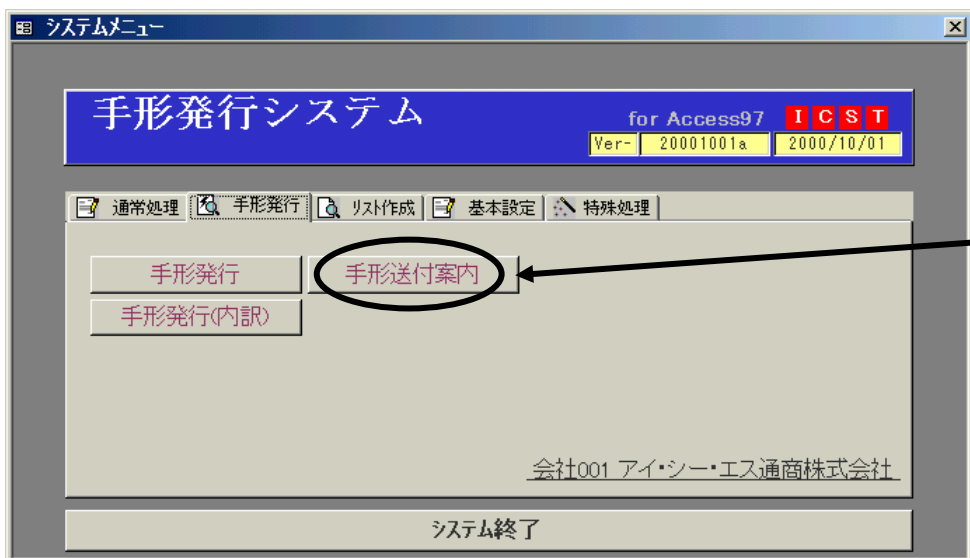 システムメニュー
手形発行システム
for Access97 I C S T
Ver- 20001001a 2000/10/01
通常処理 手形発行 リスト作成 基本設定 特殊処理
手形発行 手形送付案内
手形発行(内訳)
会社001 アイ・シー・エス通商株式会社
システム終了